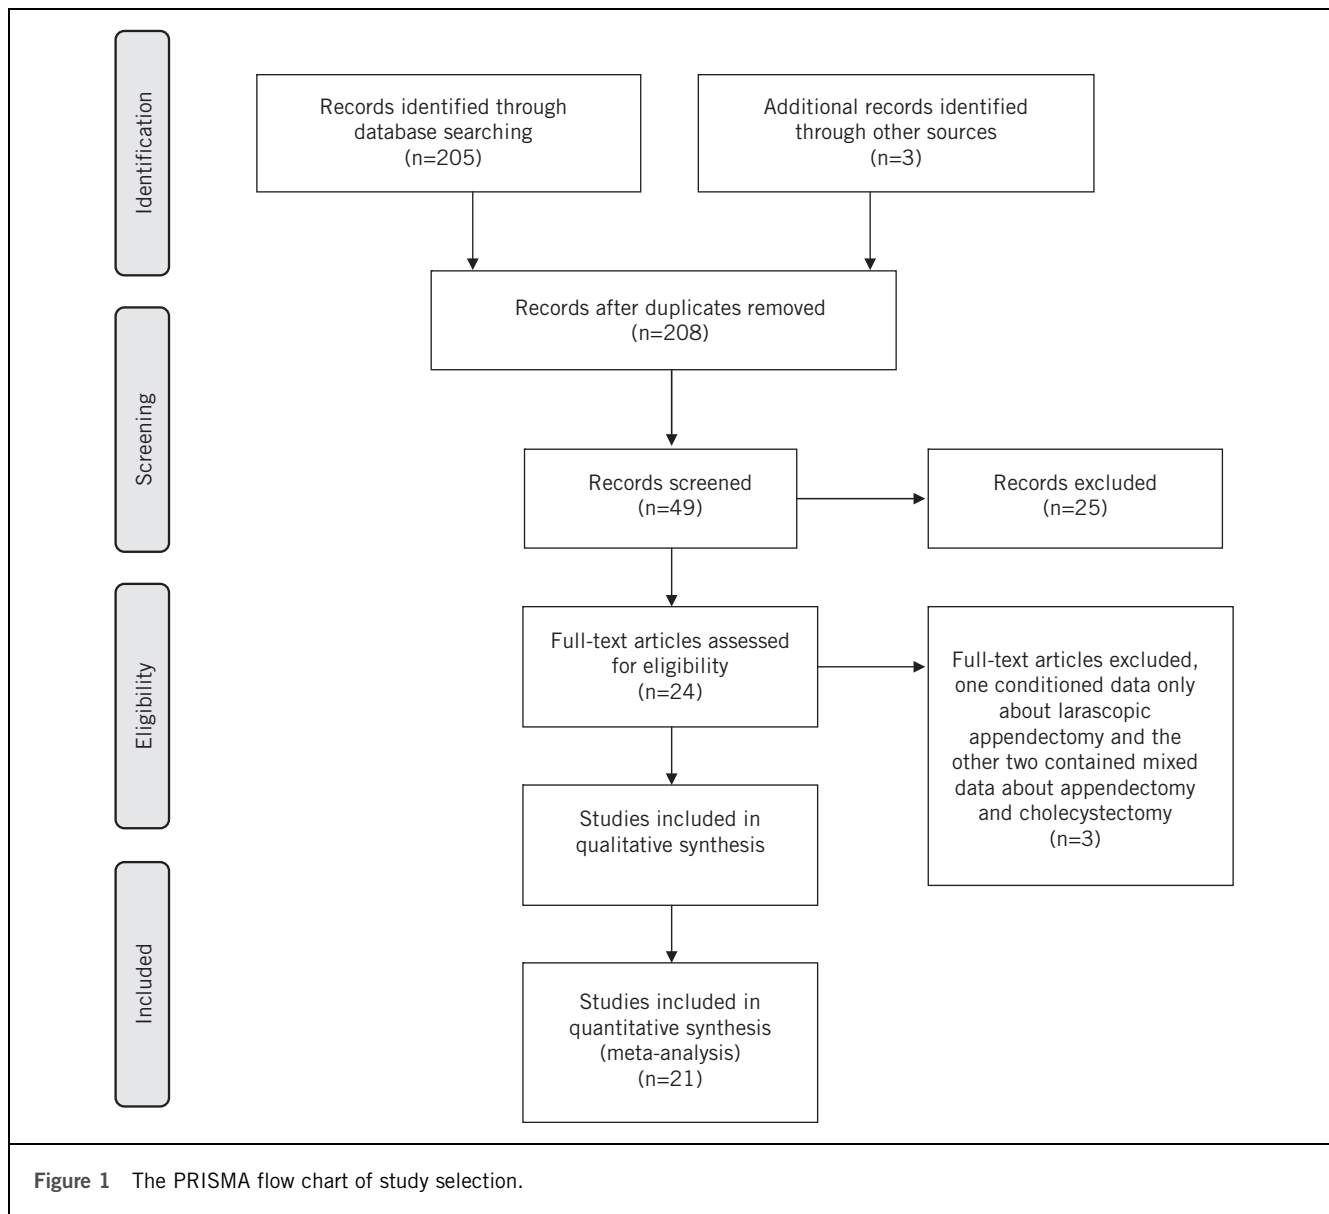 Identification
Records identified through
database searching
(n=205)
Additional records identified
through other sources
(n=3)
Records after duplicates removed
(n=208)
Screening
Records screened
(n=49)
Records excluded
(n=25)
Eligibility
Full-text articles assessed
for eligibility
(n=24)
Full-text articles excluded,
one conditioned data only
about larascopic
appendectomy and the
other two contained mixed
data about appendectomy
and cholecystectomy
(n=3)
Studies included in
qualitative synthesis
Included
Studies included in
quantitative synthesis
(meta-analysis)
(n=21)
Figure 1 The PRISMA flow chart of study selection.